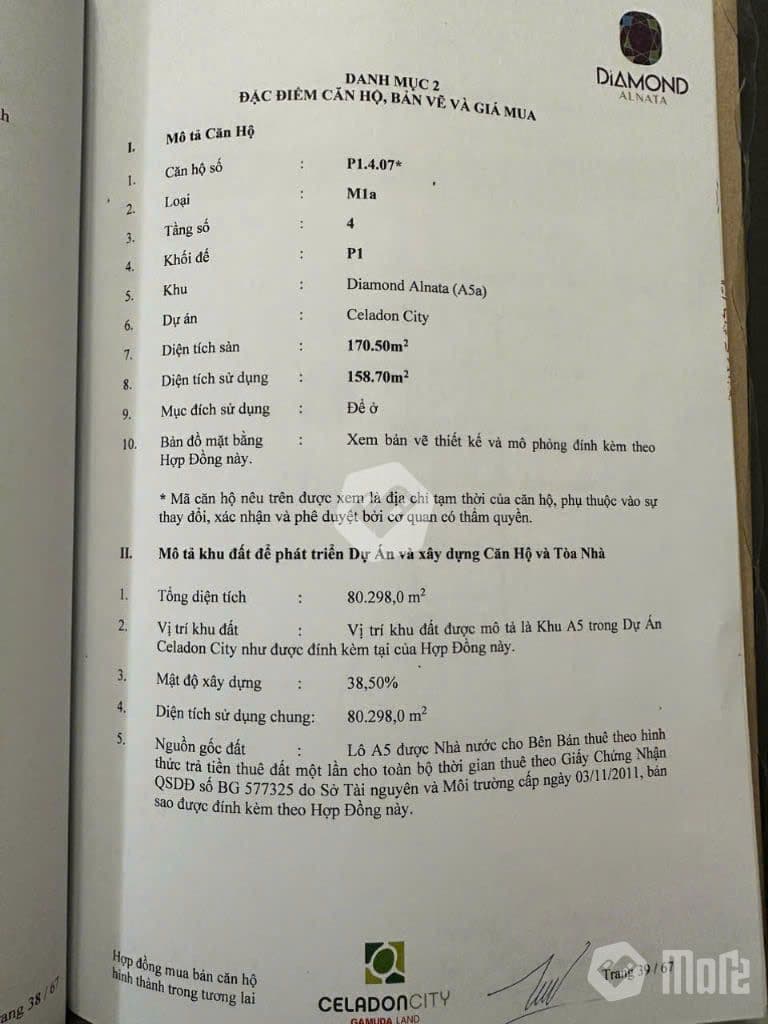 DiAMOND
ALNATA
DANH MỤC 2
ĐẶC ĐIỂM CĂN HỘ, BẢN VẼ VÀ GIÁ MUA
I. Mô tả Căn Hộ
1. Căn hộ số : P1.4.07*
2. Loại : M1a
3. Tầng số : 4
4. Khối đế : P1
5. Khu : Diamond Alnata (A5a)
6. Dự án : Celadon City
7. Diện tích sàn : 170.50m²
8. Diện tích sử dụng : 158.70m²
9. Mục đích sử dụng : Để ở
10. Bản đồ mặt bằng : Xem bản vẽ thiết kế và mô phỏng đính kèm theo
Hợp Đồng này.
* Mã căn hộ nêu trên được xem là địa chỉ tạm thời của căn hộ, phụ thuộc vào sự
thay đổi, xác nhận và phê duyệt bởi cơ quan có thẩm quyền.
II. Mô tả khu đất để phát triển Dự Án và xây dựng Căn Hộ và Tòa Nhà
1. Tổng diện tích : 80.298,0 m²
2. Vị trí khu đất : Vị trí khu đất được mô tả là Khu A5 trong Dự Án
Celadon City như được đính kèm tại của Hợp Đồng này.
3. Mật độ xây dựng : 38,50%
4. Diện tích sử dụng chung: 80.298,0 m²
5. Nguồn gốc đất : Lô A5 được Nhà nước cho Bên Bán thuê theo hình
thức trả tiền thuê đất một lần cho toàn bộ thời gian thuê theo Giấy Chứng Nhận
QSDĐ số BG 577325 do Sở Tài nguyên và Môi trường cấp ngày 03/11/2011, bản
sao được đính kèm theo Hợp Đồng này.
Hợp đồng mua bán căn hộ
hình thành trong tương lai
CELADONCITY
GAMUDA LAND
Trang 39 / 67
ang 38 / 67